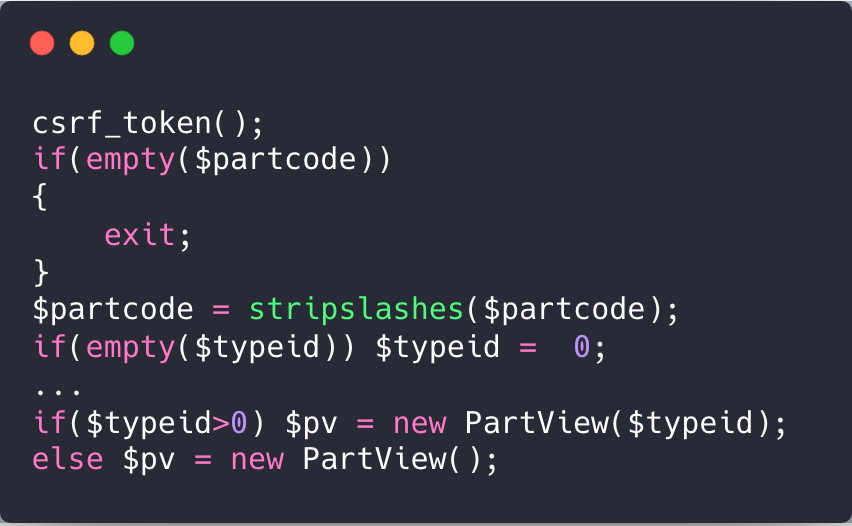 csrf_token();
if(empty($partcode))
{
    exit;
}
$partcode = stripslashes($partcode);
if(empty($typeid)) $typeid =  0;
...
if($typeid>0) $pv = new PartView($typeid);
else $pv = new PartView();